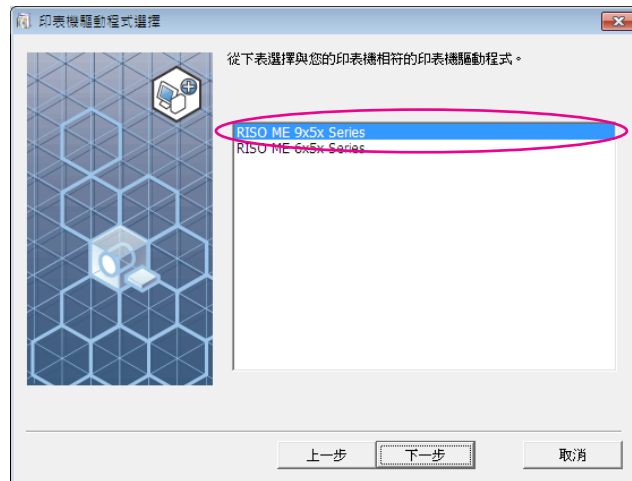 印表機驅動程式選擇
從下表選擇與您的印表機相符的印表機驅動程式。
RISO ME 9x5x Series
RISO ME 6x5x Series
上一步
下一步
取消